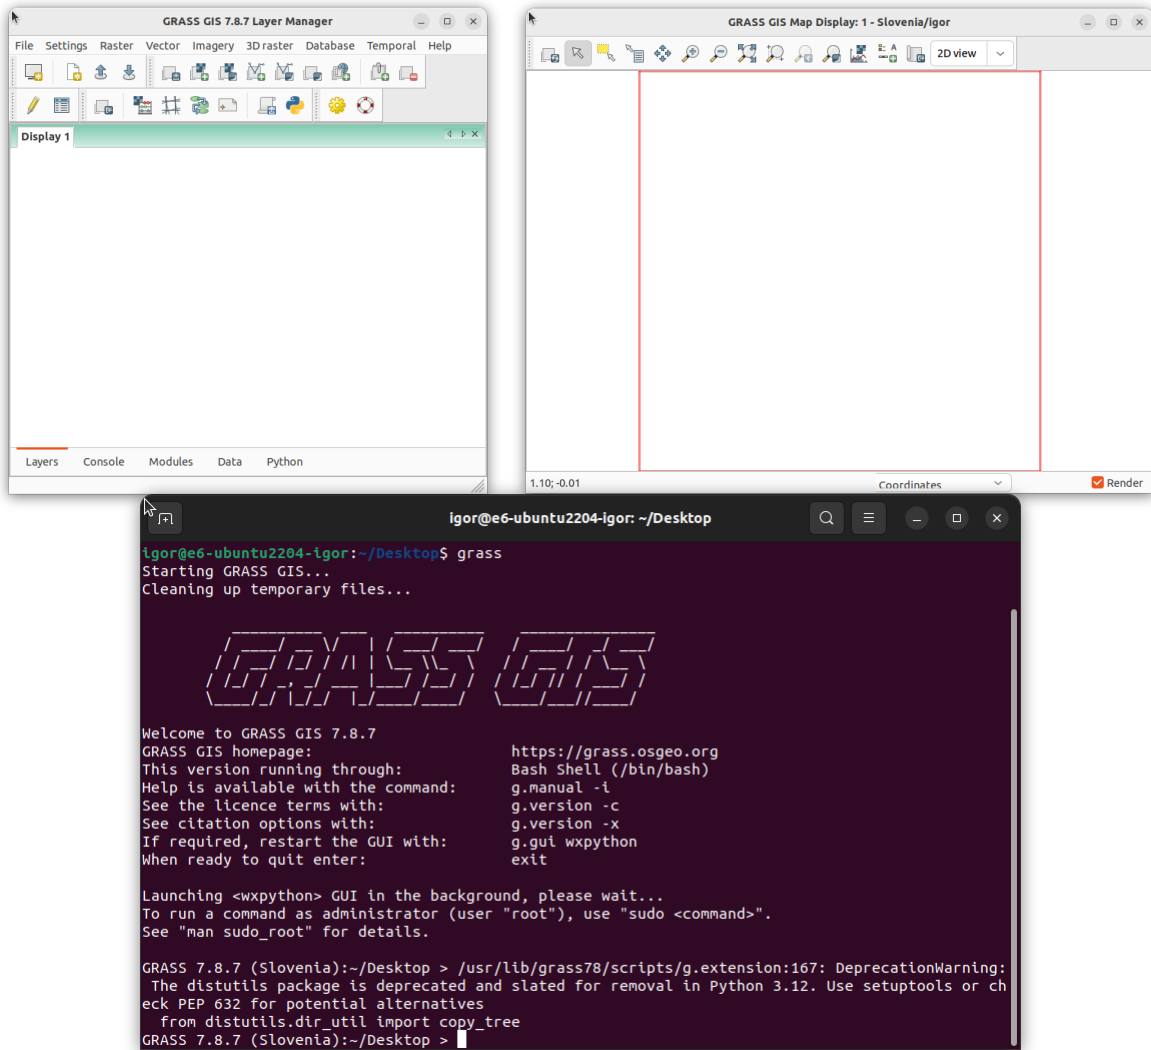 GRASS GIS 7.8.7 Layer Manager
File Settings Raster Vector Imagery 3D raster Database Temporal Help
Display 1
Layers Console Modules Data Python
GRASS GIS Map Display: 1 - Slovenia/igor
2D view
1.10; -0.01
Coordinates
Render
igor@e6-ubuntu2204-igor: ~/Desktop
igor@e6-ubuntu2204-igor:~/Desktop$ grass
Starting GRASS GIS...
Cleaning up temporary files...
GRASS GIS
Welcome to GRASS GIS 7.8.7
GRASS GIS homepage: https://grass.osgeo.org
This version running through: Bash Shell (/bin/bash)
Help is available with the command: g.manual -i
See the licence terms with: g.version -c
See citation options with: g.version -x
If required, restart the GUI with: g.gui wxpython
When ready to quit enter: exit
Launching <wxpython> GUI in the background, please wait...
To run a command as administrator (user "root"), use "sudo <command>".
See "man sudo_root" for details.
GRASS 7.8.7 (Slovenia):~/Desktop > /usr/lib/grass78/scripts/g.extension:167: DeprecationWarning:
The distutils package is deprecated and slated for removal in Python 3.12. Use setuptools or ch
eck PEP 632 for potential alternatives
from distutils.dir_util import copy_tree
GRASS 7.8.7 (Slovenia):~/Desktop >